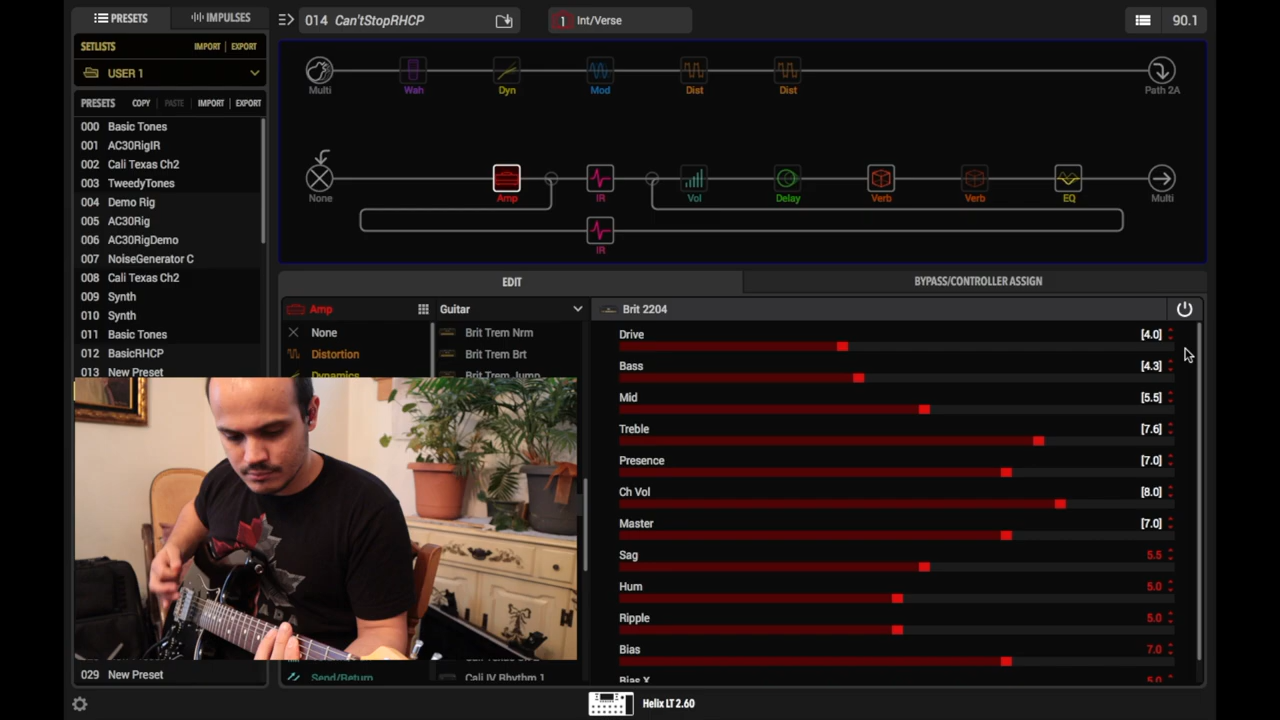 PRESETS
IMPULSES
014 Can'tStopRHCP
1 Int/Verse
90.1
SETLISTS IMPORT EXPORT
USER 1
PRESETS COPY PASTE IMPORT EXPORT
000 Basic Tones
001 AC30RigIR
002 Cali Texas Ch2
003 TweedyTones
004 Demo Rig
005 AC30Rig
006 AC30RigDemo
007 NoiseGenerator C
008 Cali Texas Ch2
009 Synth
010 Synth
011 Basic Tones
012 BasicRHCP
013 New Preset
029 New Preset
Multi Wah Dyn Mod Dist Dist Path 2A
None Amp IR Vol Delay Verb Verb EQ Multi
IR
EDIT
BYPASS/CONTROLLER ASSIGN
Amp
None
Distortion
Dynamics
Send/Return
Guitar
Brit Trem Nrm
Brit Trem Brt
Brit Trem Jump
Cali IV Rhythm 1
Brit 2204
Drive [4.0]
Bass [4.3]
Mid [5.5]
Treble [7.6]
Presence [7.0]
Ch Vol [8.0]
Master [7.0]
Sag 5.5
Hum 5.0
Ripple 5.0
Bias 7.0
Bias X 5.0
Helix LT 2.60